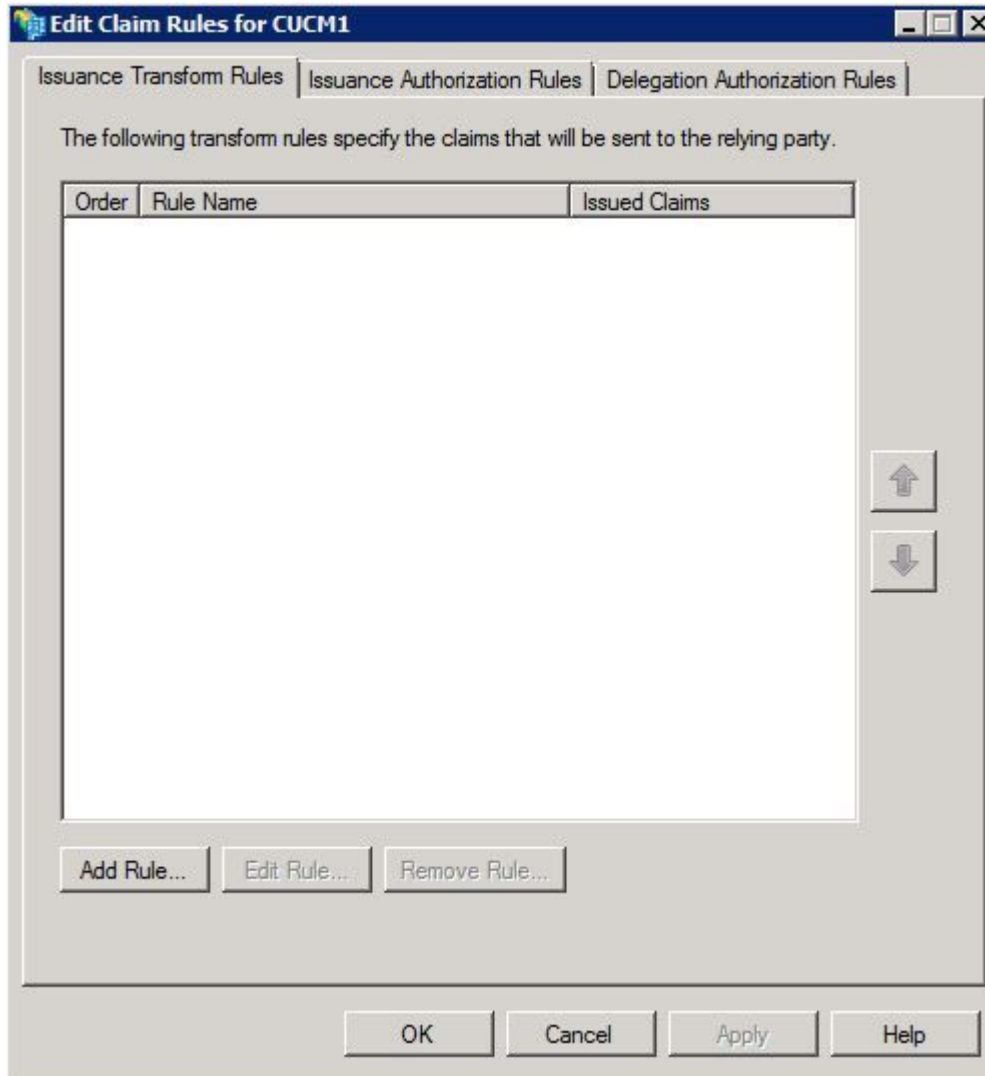 Edit Claim Rules for CUCM1
Issuance Transform Rules Issuance Authorization Rules Delegation Authorization Rules
The following transform rules specify the claims that will be sent to the relying party.
Order Rule Name Issued Claims
Add Rule... Edit Rule... Remove Rule...
OK Cancel Apply Help